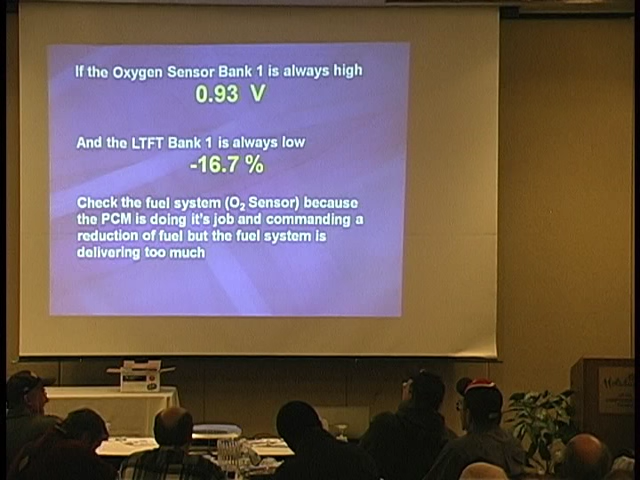 If the Oxygen Sensor Bank 1 is always high
0.93 V
And the LTFT Bank 1 is always low
-16.7 %
Check the fuel system (O2 Sensor) because
the PCM is doing it's job and commanding a
reduction of fuel but the fuel system is
delivering too much